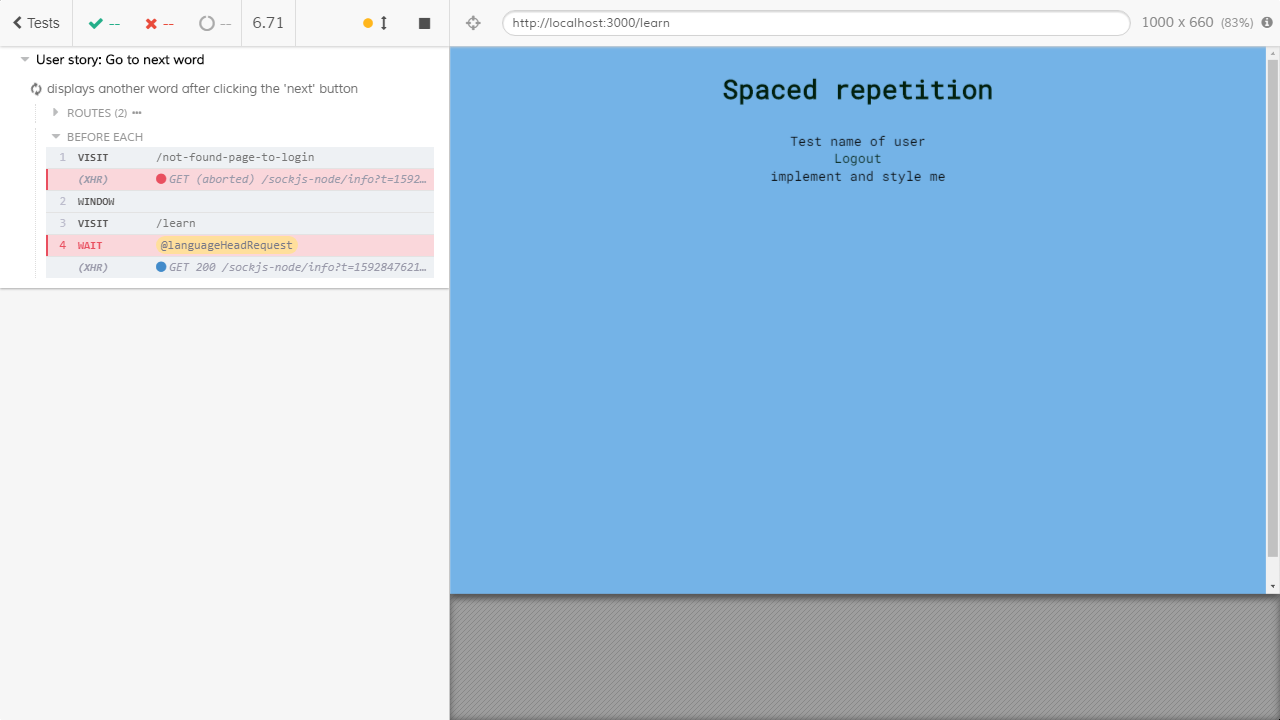 Tests -- -- -- 6.71
User story: Go to next word
displays another word after clicking the 'next' button
ROUTES (2) •••
BEFORE EACH
1 VISIT /not-found-page-to-login
(XHR) GET (aborted) /sockjs-node/info?t=1592…
2 WINDOW
3 VISIT /learn
4 WAIT @languageHeadRequest
(XHR) GET 200 /sockjs-node/info?t=1592847621…
http://localhost:3000/learn 1000 x 660 (83%)
Spaced repetition
Test name of user
Logout
implement and style me